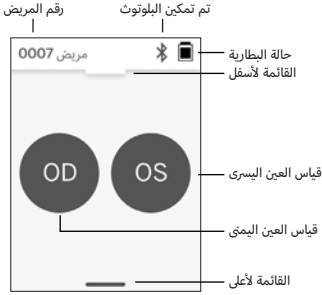 تم تمكين البلوتوث
رقم المريض
مريض 0007
حالة البطارية
القائمة لأسفل
OD
OS
قياس العين اليسرى
قياس العين اليمنى
القائمة لأعلى